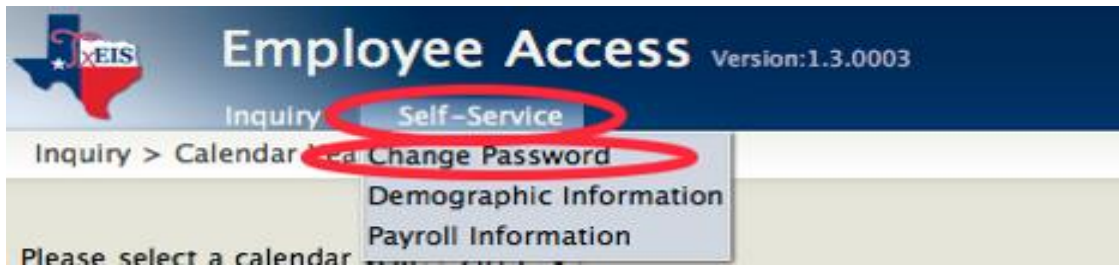 TxEIS
Employee Access Version:1.3.0003
Inquiry Self-Service
Inquiry > Calendar
Change Password
Demographic Information
Payroll Information
Please select a calendar